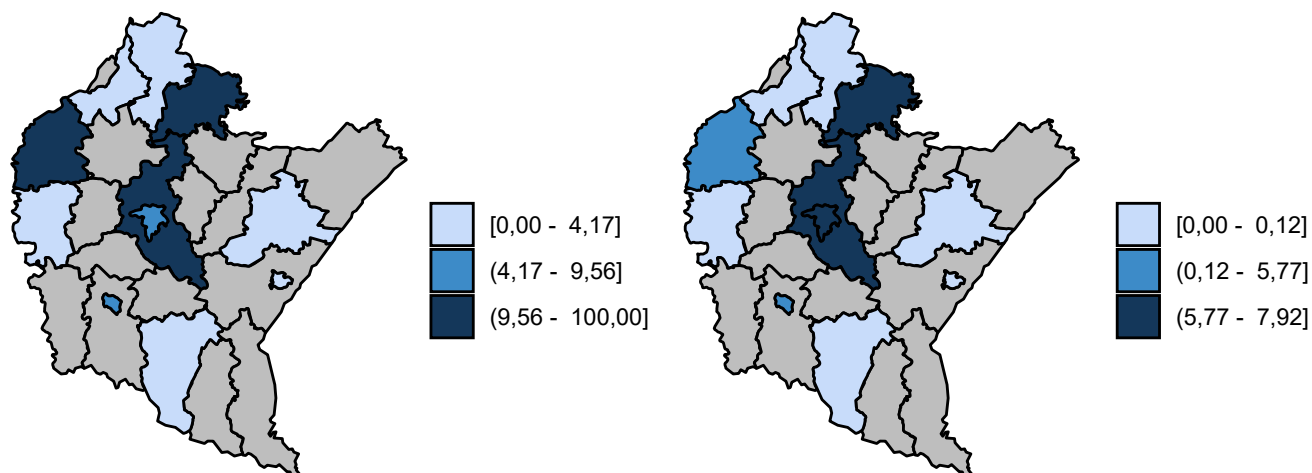 [0,00 - 4,17]
(4,17 - 9,56]
(9,56 - 100,00]
[0,00 - 0,12]
(0,12 - 5,77]
(5,77 - 7,92]